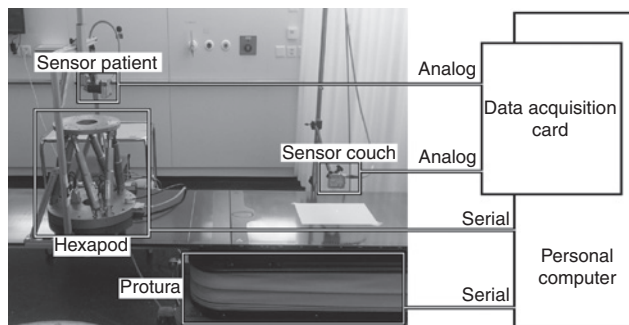 Sensor patient
Analog
Data acquisition
card
Sensor couch
Analog
Serial
Hexapod
Personal
computer
Protura
Serial